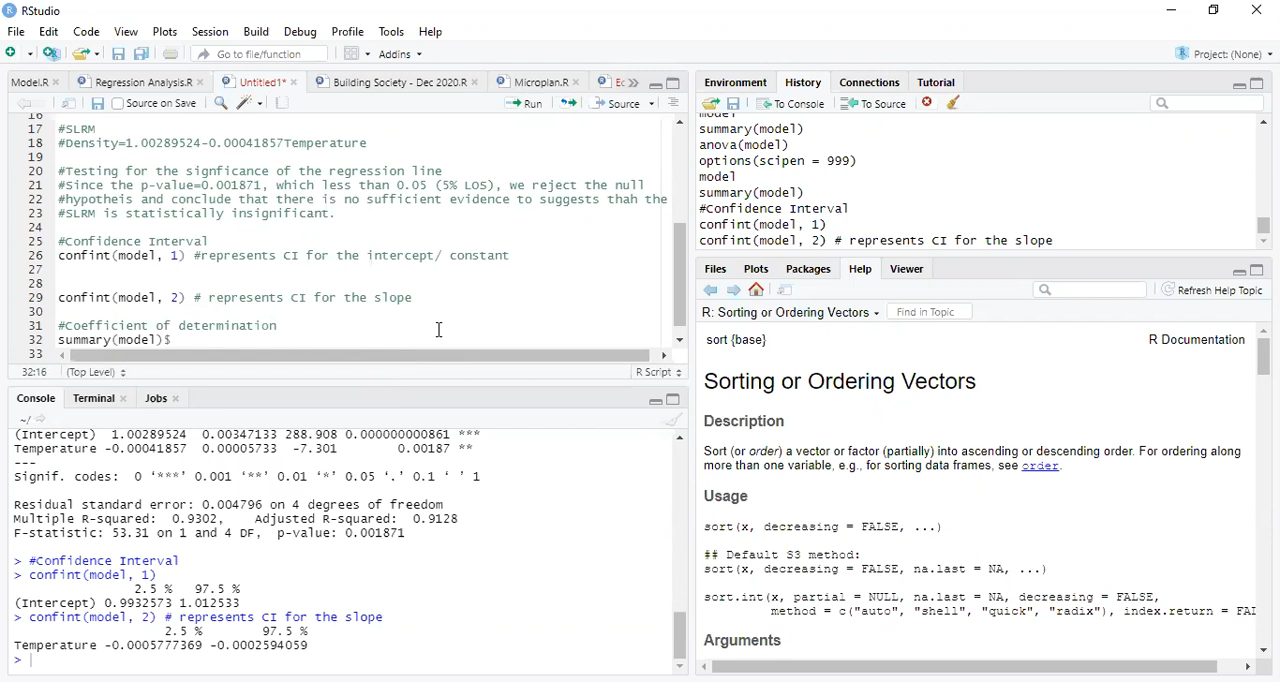 RStudio
File Edit Code View Plots Session Build Debug Profile Tools Help
Go to file/function Addins Project: (None)
Model.R Regression Analysis.R Untitled1* Building Society - Dec 2020.R Microplan.R Ec
Source on Save Run Source
16
17 #SLRM
18 #Density=1.00289524-0.00041857Temperature
19
20 #Testing for the signficance of the regression line
21 #Since the p-value=0.001871, which less than 0.05 (5% LOS), we reject the null
22 #hypotheis and conclude that there is no sufficient evidence to suggests thah the
23 #SLRM is statistically insignificant.
24
25 #Confidence Interval
26 confint(model, 1) #represents CI for the intercept/ constant
27
28
29 confint(model, 2) # represents CI for the slope
30
31 #Coefficient of determination
32 summary(model)$
33
32:16 (Top Level) R Script
Console Terminal Jobs
~/
(Intercept) 1.00289524 0.00347133 288.908 0.000000000861 ***
Temperature -0.00041857 0.00005733 -7.301 0.00187 **
---
Signif. codes: 0 ‘***’ 0.001 ‘**’ 0.01 ‘*’ 0.05 ‘.’ 0.1 ‘ ’ 1
Residual standard error: 0.004796 on 4 degrees of freedom
Multiple R-squared: 0.9302, Adjusted R-squared: 0.9128
F-statistic: 53.31 on 1 and 4 DF, p-value: 0.001871
> #Confidence Interval
> confint(model, 1)
2.5 % 97.5 %
(Intercept) 0.9932573 1.012533
> confint(model, 2) # represents CI for the slope
2.5 % 97.5 %
Temperature -0.0005777369 -0.0002594059
>
Environment History Connections Tutorial
To Console To Source
model
summary(model)
anova(model)
options(scipen = 999)
model
summary(model)
#Confidence Interval
confint(model, 1)
confint(model, 2) # represents CI for the slope
Files Plots Packages Help Viewer
Refresh Help Topic
R: Sorting or Ordering Vectors Find in Topic
sort {base} R Documentation
Sorting or Ordering Vectors
Description
Sort (or order) a vector or factor (partially) into ascending or descending order. For ordering along
more than one variable, e.g., for sorting data frames, see order.
Usage
sort(x, decreasing = FALSE, ...)
## Default S3 method:
sort(x, decreasing = FALSE, na.last = NA, ...)
sort.int(x, partial = NULL, na.last = NA, decreasing = FALSE,
method = c("auto", "shell", "quick", "radix"), index.return = FAI
Arguments